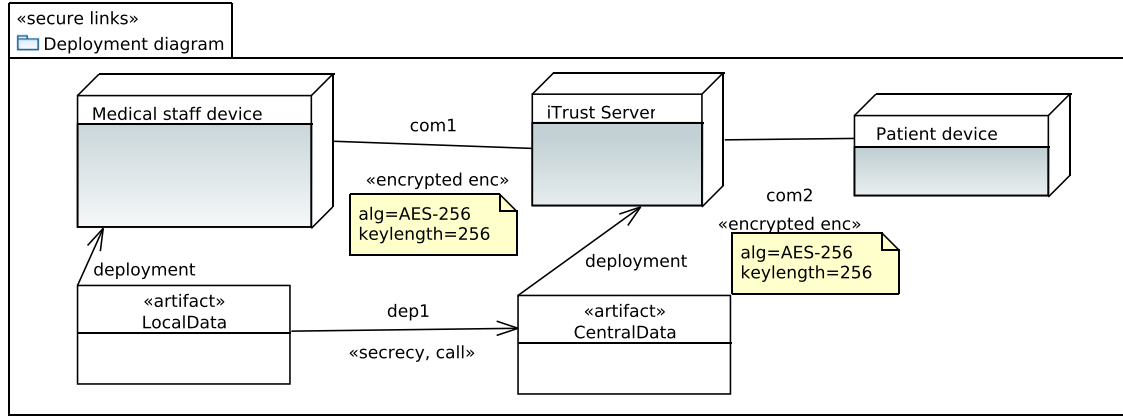 «secure links»
Deployment diagram
Medical staff device
iTrust Server
Patient device
com1
«encrypted enc»
alg=AES-256
keylength=256
com2
«encrypted enc»
alg=AES-256
keylength=256
deployment
deployment
«artifact»
LocalData
dep1
«secrecy, call»
«artifact»
CentralData